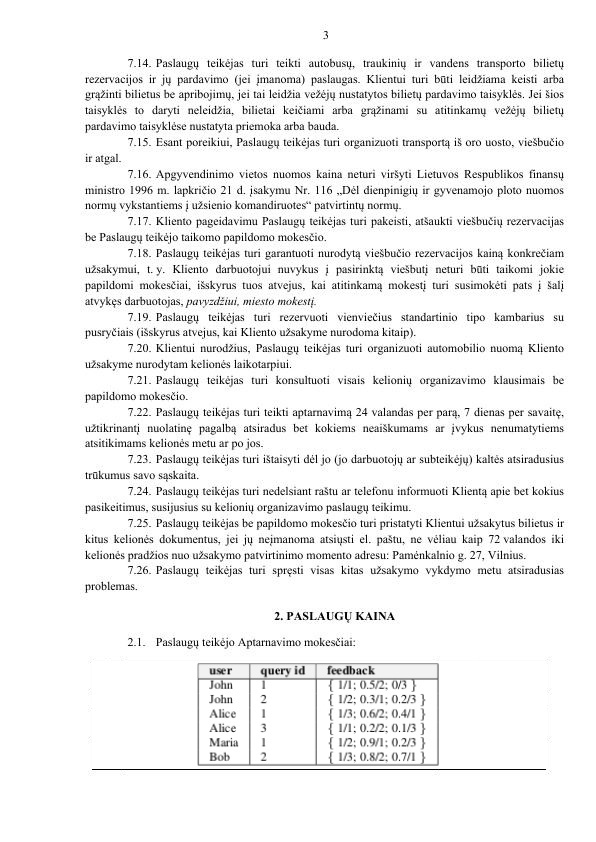 3
7.14. Paslaugų teikėjas turi teikti autobusų, traukinių ir vandens transporto bilietų
rezervacijos ir jų pardavimo (jei įmanoma) paslaugas. Klientui turi būti leidžiama keisti arba
grąžinti bilietus be apribojimų, jei tai leidžia vežėjų nustatytos bilietų pardavimo taisyklės. Jei šios
taisyklės to daryti neleidžia, bilietai keičiami arba grąžinami su atitinkamų vežėjų bilietų
pardavimo taisyklėse nustatyta priemoka arba bauda.
7.15. Esant poreikiui, Paslaugų teikėjas turi organizuoti transportą iš oro uosto, viešbučio
ir atgal.
7.16. Apgyvendinimo vietos nuomos kaina neturi viršyti Lietuvos Respublikos finansų
ministro 1996 m. lapkričio 21 d. įsakymu Nr. 116 „Dėl dienpinigių ir gyvenamojo ploto nuomos
normų vykstantiems į užsienio komandiruotes“ patvirtintų normų.
7.17. Kliento pageidavimu Paslaugų teikėjas turi pakeisti, atšaukti viešbučių rezervacijas
be Paslaugų teikėjo taikomo papildomo mokesčio.
7.18. Paslaugų teikėjas turi garantuoti nurodytą viešbučio rezervacijos kainą konkrečiam
užsakymui, t. y. Kliento darbuotojui nuvykus į pasirinktą viešbutį neturi būti taikomi jokie
papildomi mokesčiai, išskyrus tuos atvejus, kai atitinkamą mokestį turi susimokėti pats į šalį
atvykęs darbuotojas, pavyzdžiui, miesto mokestį.
7.19. Paslaugų teikėjas turi rezervuoti vienviečius standartinio tipo kambarius su
pusryčiais (išskyrus atvejus, kai Kliento užsakyme nurodoma kitaip).
7.20. Klientui nurodžius, Paslaugų teikėjas turi organizuoti automobilio nuomą Kliento
užsakyme nurodytam kelionės laikotarpiui.
7.21. Paslaugų teikėjas turi konsultuoti visais kelionių organizavimo klausimais be
papildomo mokesčio.
7.22. Paslaugų teikėjas turi teikti aptarnavimą 24 valandas per parą, 7 dienas per savaitę,
užtikrinantį nuolatinę pagalbą atsiradus bet kokiems neaiškumams ar įvykus nenumatytiems
atsitikimams kelionės metu ar po jos.
7.23. Paslaugų teikėjas turi ištaisyti dėl jo (jo darbuotojų ar subteikėjų) kaltės atsiradusius
trūkumus savo sąskaita.
7.24. Paslaugų teikėjas turi nedelsiant raštu ar telefonu informuoti Klientą apie bet kokius
pasikeitimus, susijusius su kelionių organizavimo paslaugų teikimu.
7.25. Paslaugų teikėjas be papildomo mokesčio turi pristatyti Klientui užsakytus bilietus ir
kitus kelionės dokumentus, jei jų neįmanoma atsiųsti el. paštu, ne vėliau kaip 72 valandos iki
kelionės pradžios nuo užsakymo patvirtinimo momento adresu: Pamėnkalnio g. 27, Vilnius.
7.26. Paslaugų teikėjas turi spręsti visas kitas užsakymo vykdymo metu atsiradusias
problemas.
2. PASLAUGŲ KAINA
2.1. Paslaugų teikėjo Aptarnavimo mokesčiai:
user query id feedback
John 1 { 1/1; 0.5/2; 0/3 }
John 2 { 1/2; 0.3/1; 0.2/3 }
Alice 1 { 1/3; 0.6/2; 0.4/1 }
Alice 3 { 1/1; 0.2/2; 0.1/3 }
Maria 1 { 1/2; 0.9/1; 0.2/3 }
Bob 2 { 1/3; 0.8/2; 0.7/1 }